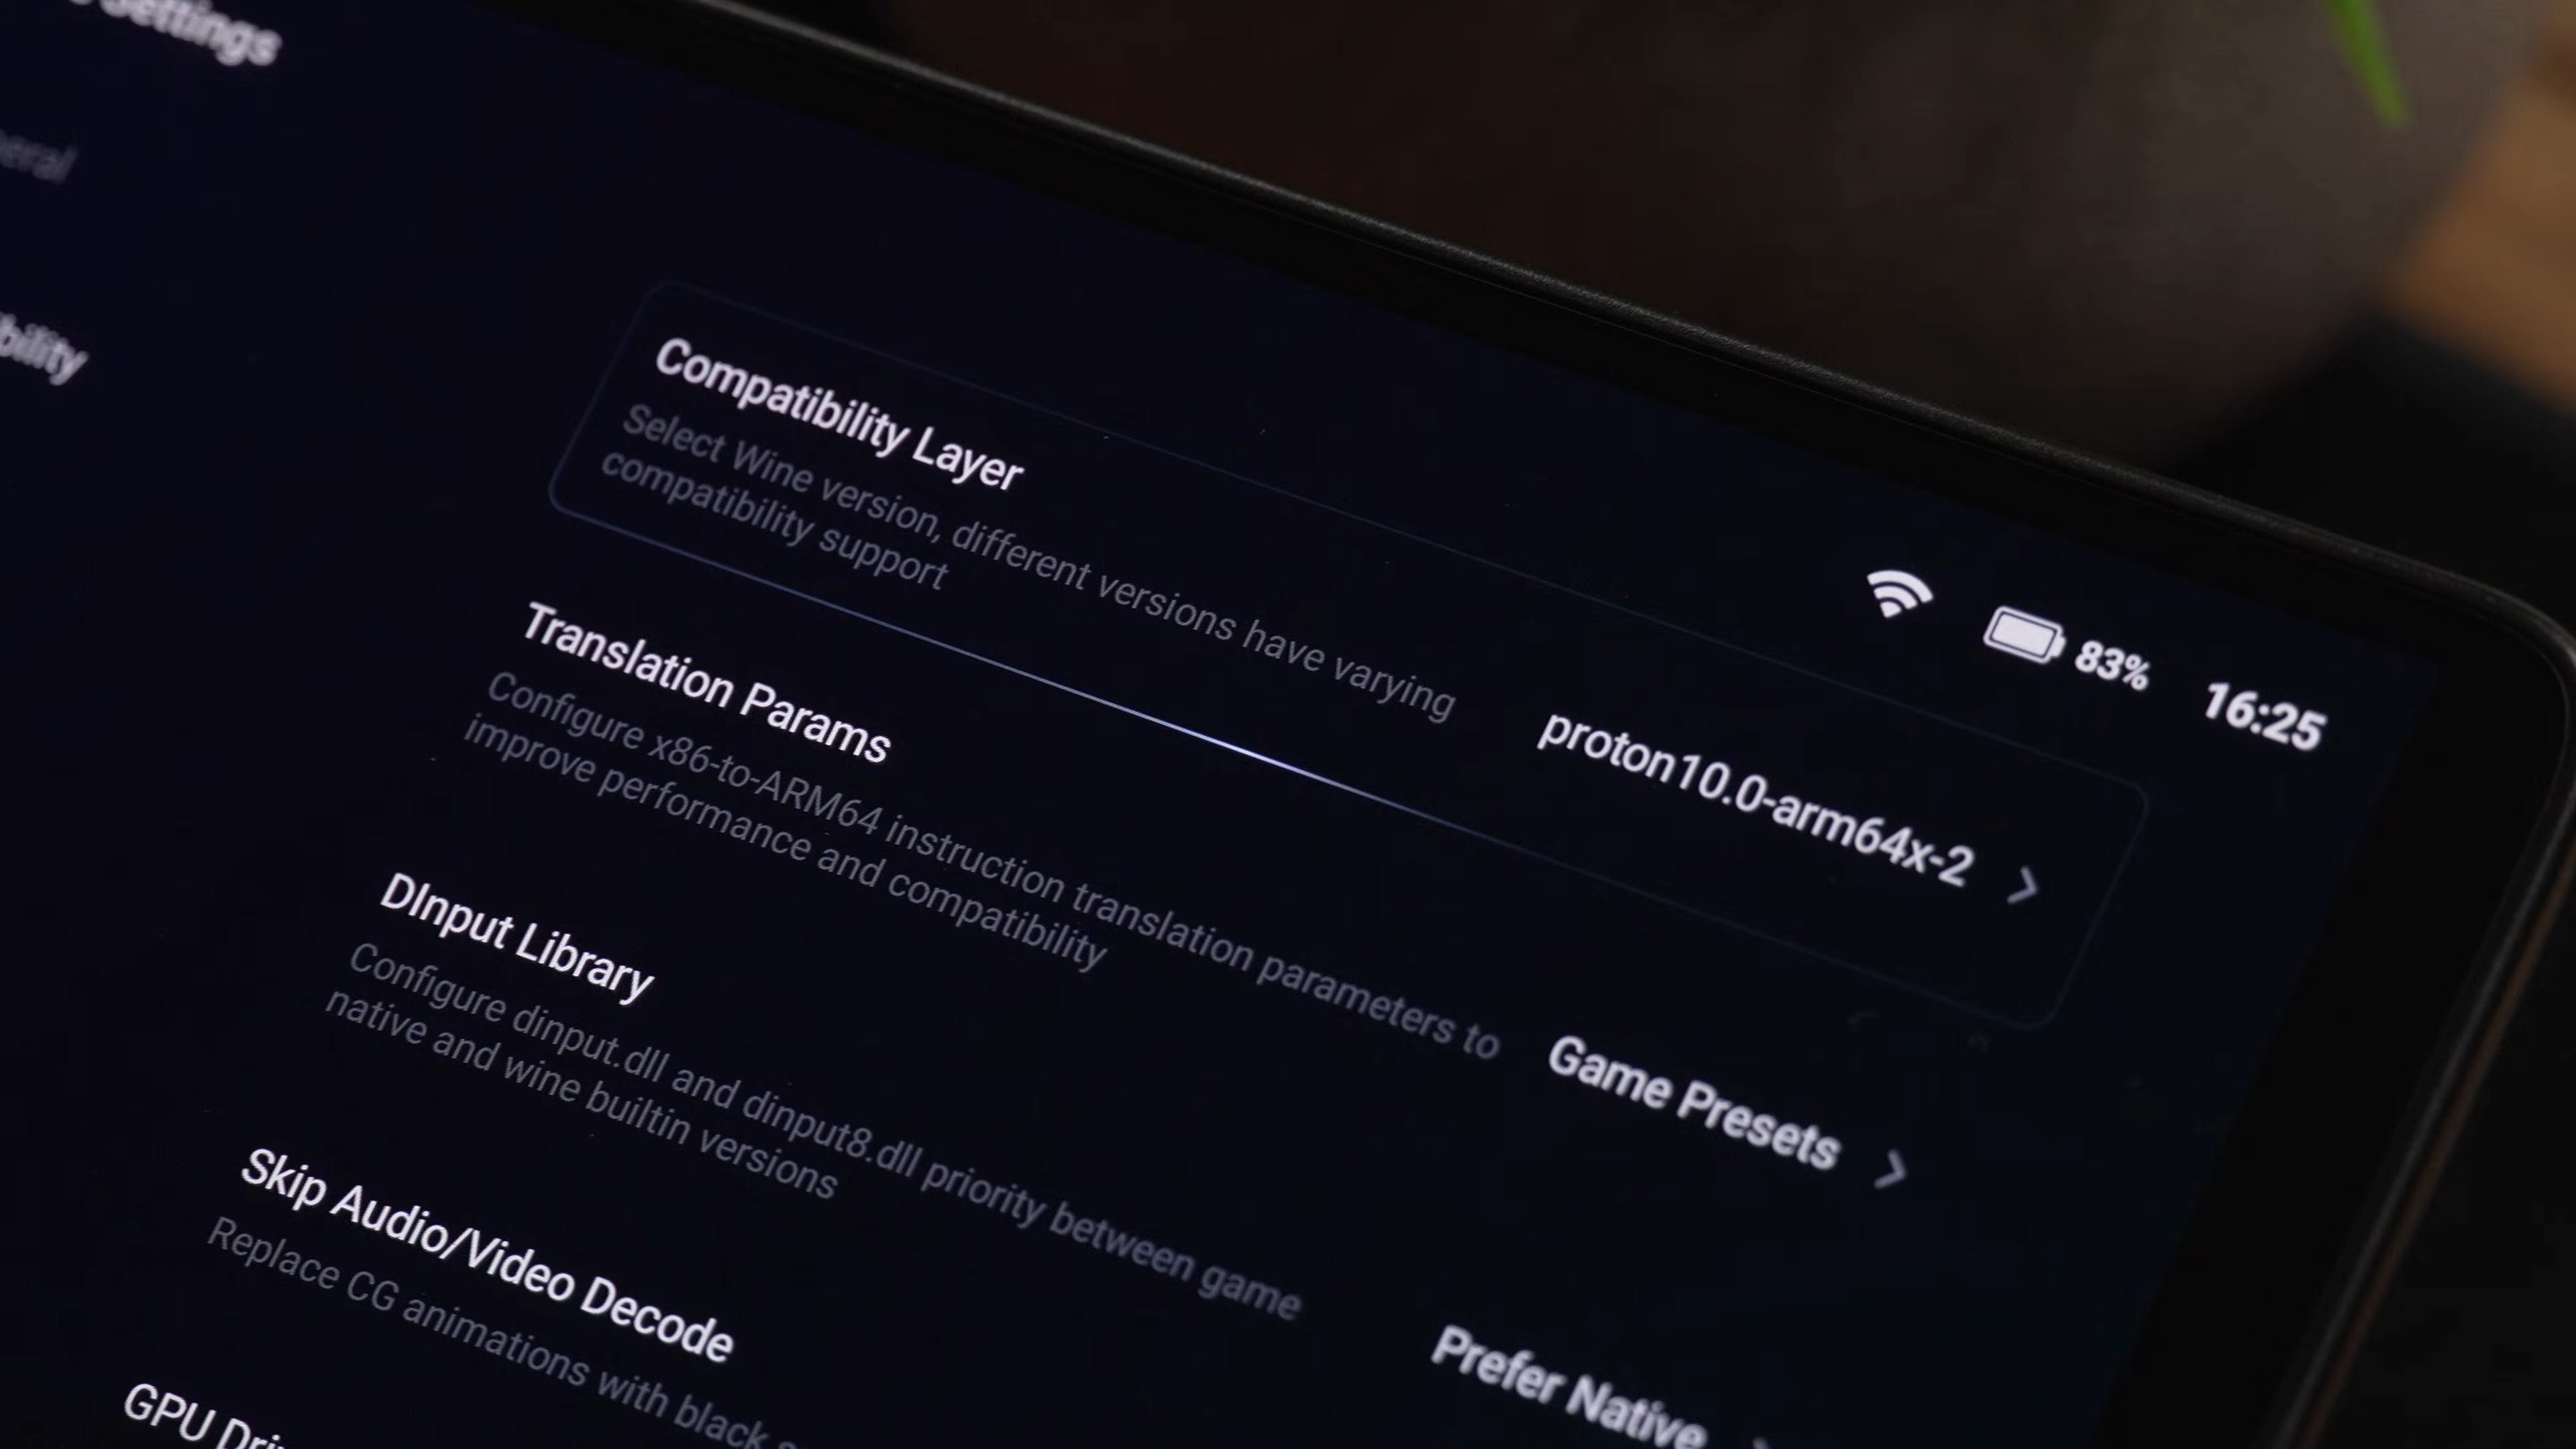 Settings
83%
16:25
Compatibility Layer
Select Wine version, different versions have varying
compatibility support
proton10.0-arm64x-2
Translation Params
Configure x86-to-ARM64 instruction translation parameters to
improve performance and compatibility
Game Presets
DInput Library
Configure dinput.dll and dinput8.dll priority between game
native and wine builtin versions
Prefer Native
Skip Audio/Video Decode
Replace CG animations with black
GPU